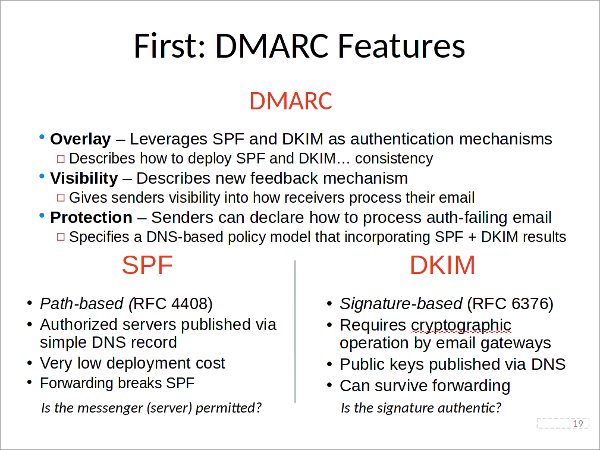 First: DMARC Features
DMARC
• Overlay – Leverages SPF and DKIM as authentication mechanisms
□ Describes how to deploy SPF and DKIM… consistency
• Visibility – Describes new feedback mechanism
□ Gives senders visibility into how receivers process their email
• Protection – Senders can declare how to process auth-failing email
□ Specifies a DNS-based policy model that incorporating SPF + DKIM results
SPF
• Path-based (RFC 4408)
• Authorized servers published via
simple DNS record
• Very low deployment cost
• Forwarding breaks SPF
Is the messenger (server) permitted?
DKIM
• Signature-based (RFC 6376)
• Requires cryptographic
operation by email gateways
• Public keys published via DNS
• Can survive forwarding
Is the signature authentic?
19